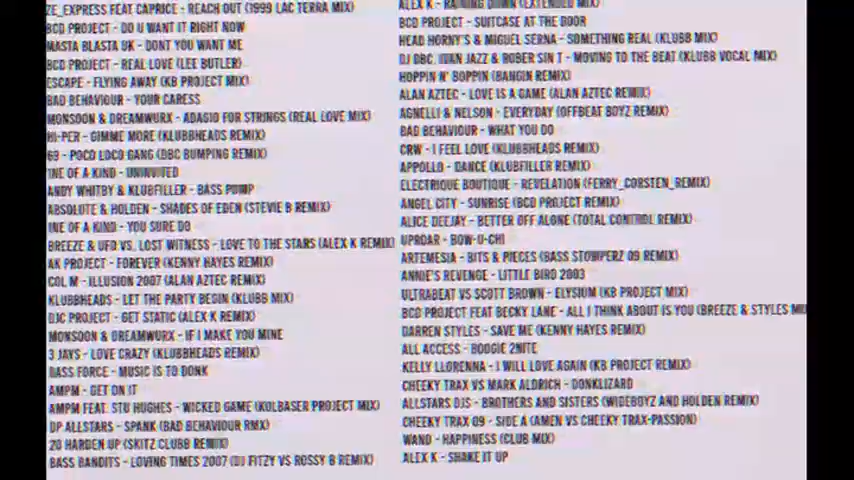 ZE_EXPRESS FEAT CAPRICE - REACH OUT (1999 LAC TERRA MIX)
BCD PROJECT - DO U WANT IT RIGHT NOW
MASTA BLASTA UK - DONT YOU WANT ME
BCD PROJECT - REAL LOVE (LEE BUTLER)
ESCAPE - FLYING AWAY (KB PROJECT MIX)
BAD BEHAVIOUR - YOUR CARESS
MONSOON & DREAMWURX - ADAGIO FOR STRINGS (REAL LOVE MIX)
HI-PER - GIMME MORE (KLUBBHEADS REMIX)
69 - POCO LOCO GANG (DBC BUMPING REMIX)
1NE OF A KIND - UNINVITED
ANDY WHITBY & KLUBFILLER - BASS PUMP
ABSOLUTE & HOLDEN - SHADES OF EDEN (STEVIE B REMIX)
1NE OF A KIND - YOU SURE DO
BREEZE & UFO VS. LOST WITNESS - LOVE TO THE STARS (ALEX K REMIX)
AK PROJECT - FOREVER (KENNY HAYES REMIX)
COL M - ILLUSION 2007 (ALAN AZTEC REMIX)
KLUBBHEADS - LET THE PARTY BEGIN (KLUBB MIX)
DJC PROJECT - GET STATIC (ALEX K REMIX)
MONSOON & DREAMWURX - IF I MAKE YOU MINE
3 JAYS - LOVE CRAZY (KLUBBHEADS REMIX)
BASS FORCE - MUSIC IS TO DONK
AMPM - GET ON IT
AMPM FEAT. STU HUGHES - WICKED GAME (KOLBASER PROJECT MIX)
DP ALLSTARS - SPANK (BAD BEHAVIOUR RMX)
20 HARDEN UP (SKITZ CLUBB REMIX)
BASS BANDITS - LOVING TIMES 2007 (DJ FITZY VS ROSSY B REMIX)
ALEX K - RAINING DOWN (EXTENDED MIX)
BCD PROJECT - SUITCASE AT THE DOOR
HEAD HORNY'S & MIGUEL SERNA - SOMETHING REAL (KLUBB MIX)
DJ DBC, IVAN JAZZ & ROBER SIN T - MOVING TO THE BEAT (KLUBB VOCAL MIX)
HOPPIN N' BOPPIN (BANGIN REMIX)
ALAN AZTEC - LOVE IS A GAME (ALAN AZTEC REMIX)
AGNELLI & NELSON - EVERYDAY (OFFBEAT BOYZ REMIX)
BAD BEHAVIOUR - WHAT YOU DO
CRW - I FEEL LOVE (KLUBBHEADS REMIX)
APPOLLO - DANCE (KLUBFILLER REMIX)
ELECTRIQUE BOUTIQUE - REVELATION (FERRY_CORSTEN_REMIX)
ANGEL CITY - SUNRISE (BCD PROJECT REMIX)
ALICE DEEJAY - BETTER OFF ALONE (TOTAL CONTROL REMIX)
UPROAR - BOW-U-CHI
ARTEMESIA - BITS & PIECES (BASS STOMPERZ 09 REMIX)
ANNIE'S REVENGE - LITTLE BIRD 2003
ULTRABEAT VS SCOTT BROWN - ELYSIUM (KB PROJECT MIX)
BCD PROJECT FEAT BECKY LANE - ALL I THINK ABOUT IS YOU (BREEZE & STYLES MIX
DARREN STYLES - SAVE ME (KENNY HAYES REMIX)
ALL ACCESS - BOOGIE 2NITE
KELLY LLORENNA - I WILL LOVE AGAIN (KB PROJECT REMIX)
CHEEKY TRAX VS MARK ALDRICH - DONKLIZARD
ALLSTARS DJS - BROTHERS AND SISTERS (WIDEBOYZ AND HOLDEN REMIX)
CHEEKY TRAX 09 - SIDE A (AMEN VS CHEEKY TRAX-PASSION)
WAND - HAPPINESS (CLUB MIX)
ALEX K - SHAKE IT UP